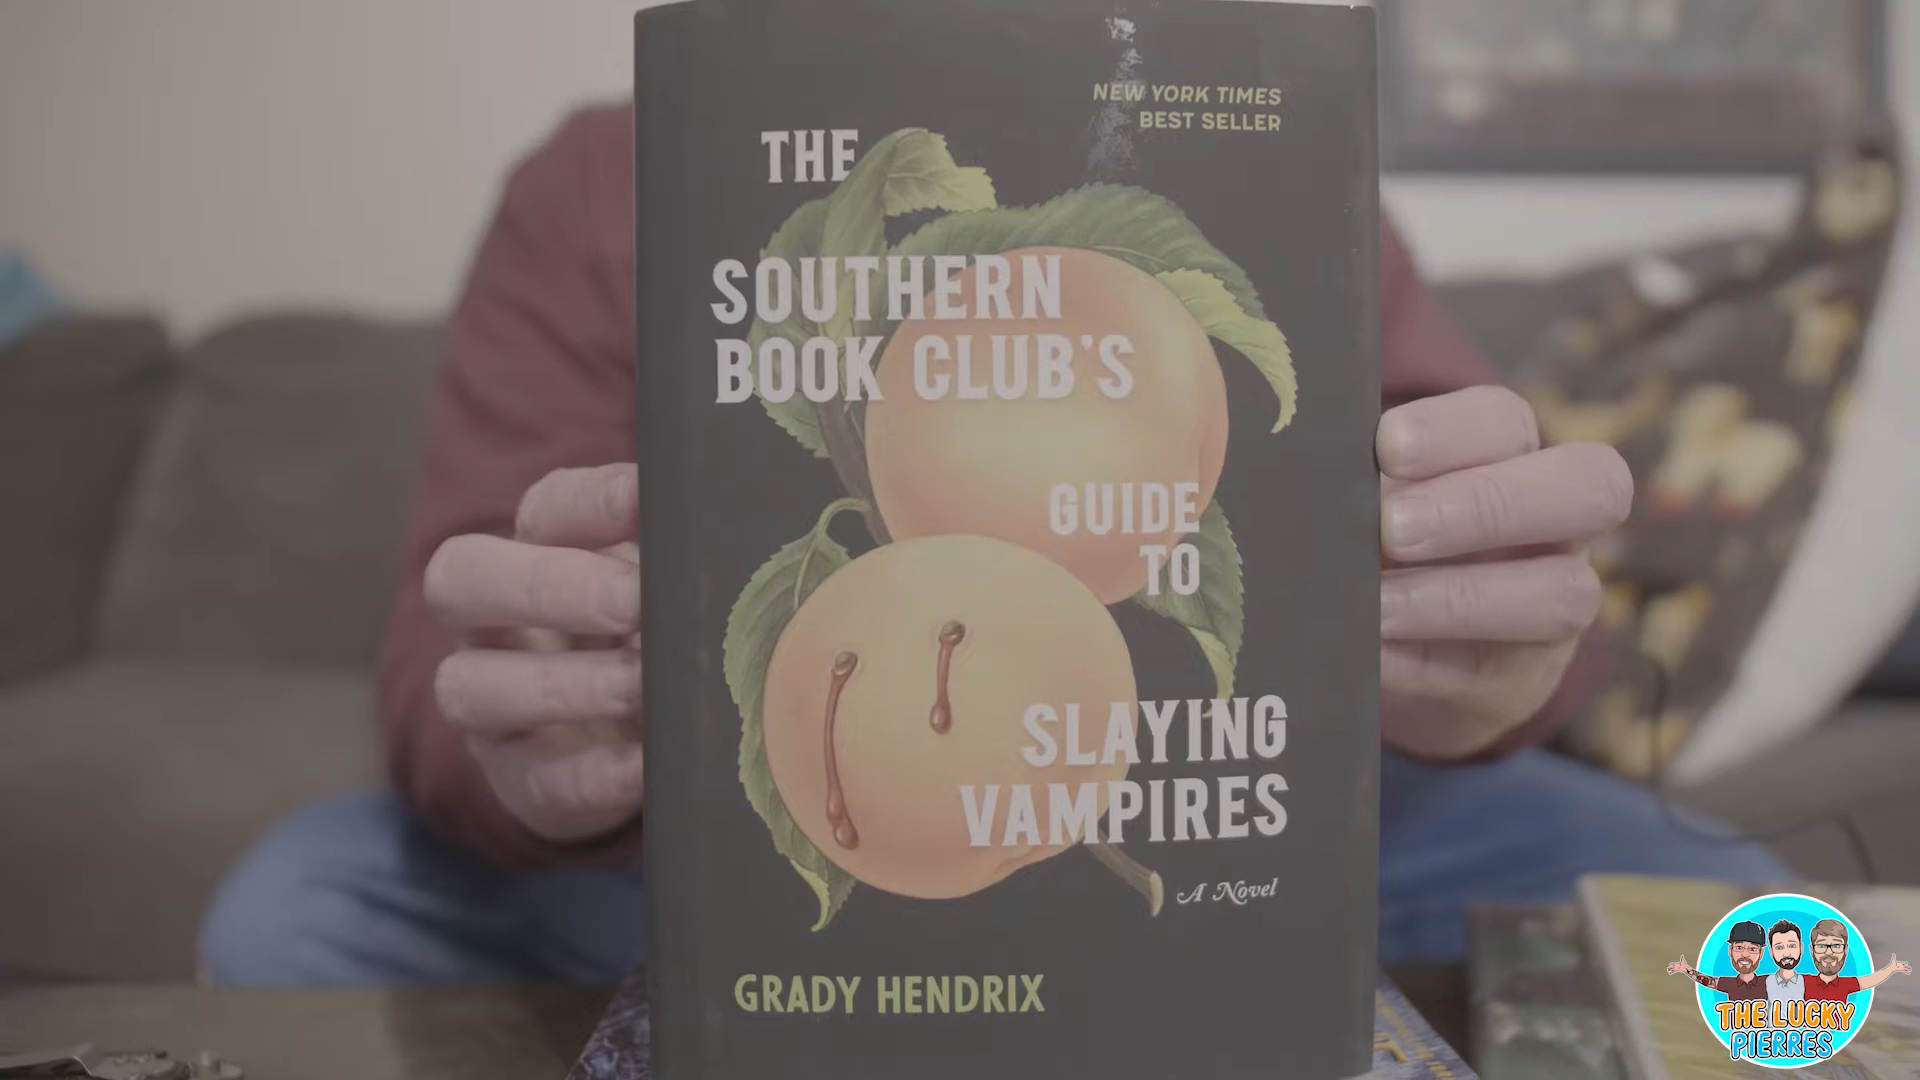 NEW YORK TIMES
BEST SELLER
THE
SOUTHERN
BOOK CLUB'S
GUIDE
TO
SLAYING
VAMPIRES
A Novel
GRADY HENDRIX
THE LUCKY
PIERRES